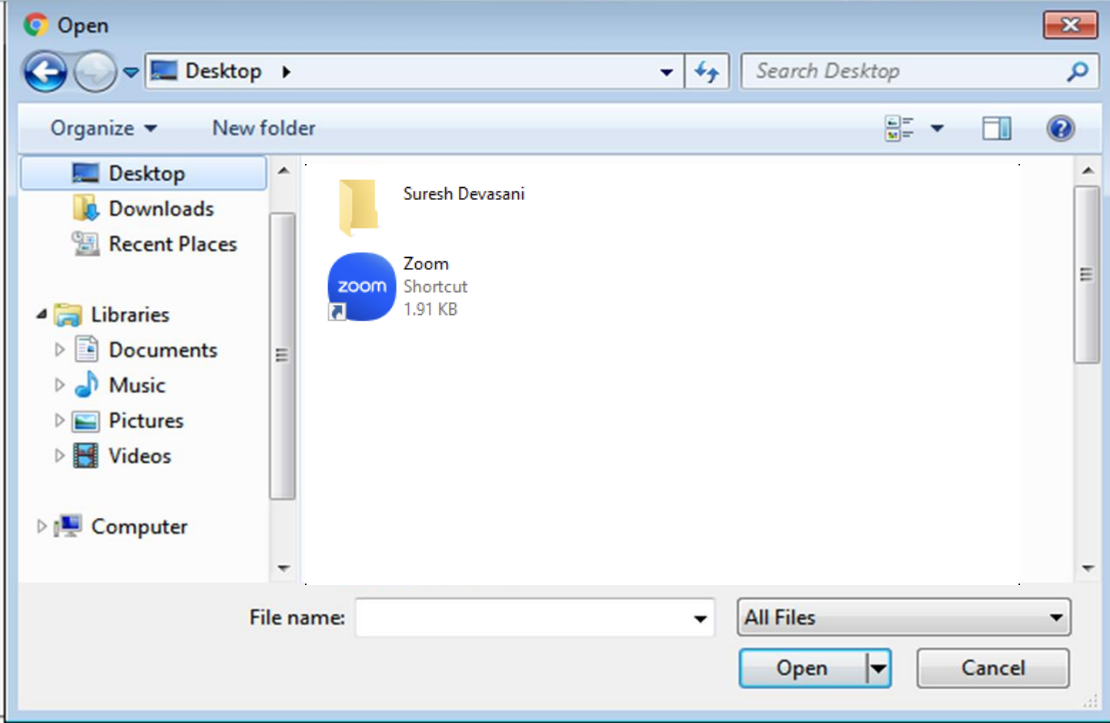 Open
Desktop
Search Desktop
Organize
New folder
Desktop
Downloads
Recent Places
Libraries
Documents
Music
Pictures
Videos
Computer
Suresh Devasani
zoom
Zoom
Shortcut
1.91 KB
File name:
All Files
Open
Cancel